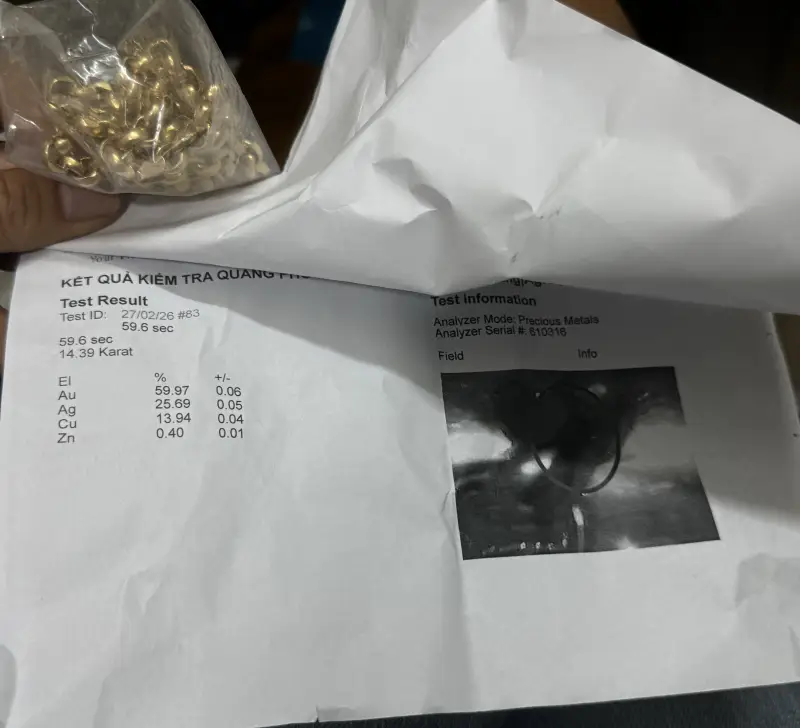 KẾT QUẢ KIỂM TRA QUANG
Test Result
Test ID: 27/02/26 #83
59.6 sec
59.6 sec
14.39 Karat
El % +/-
Au 59.97 0.06
Ag 25.69 0.05
Cu 13.94 0.04
Zn 0.40 0.01
Test Information
Analyzer Mode: Precious Metals
Analyzer Serial #: 610316
Field Info